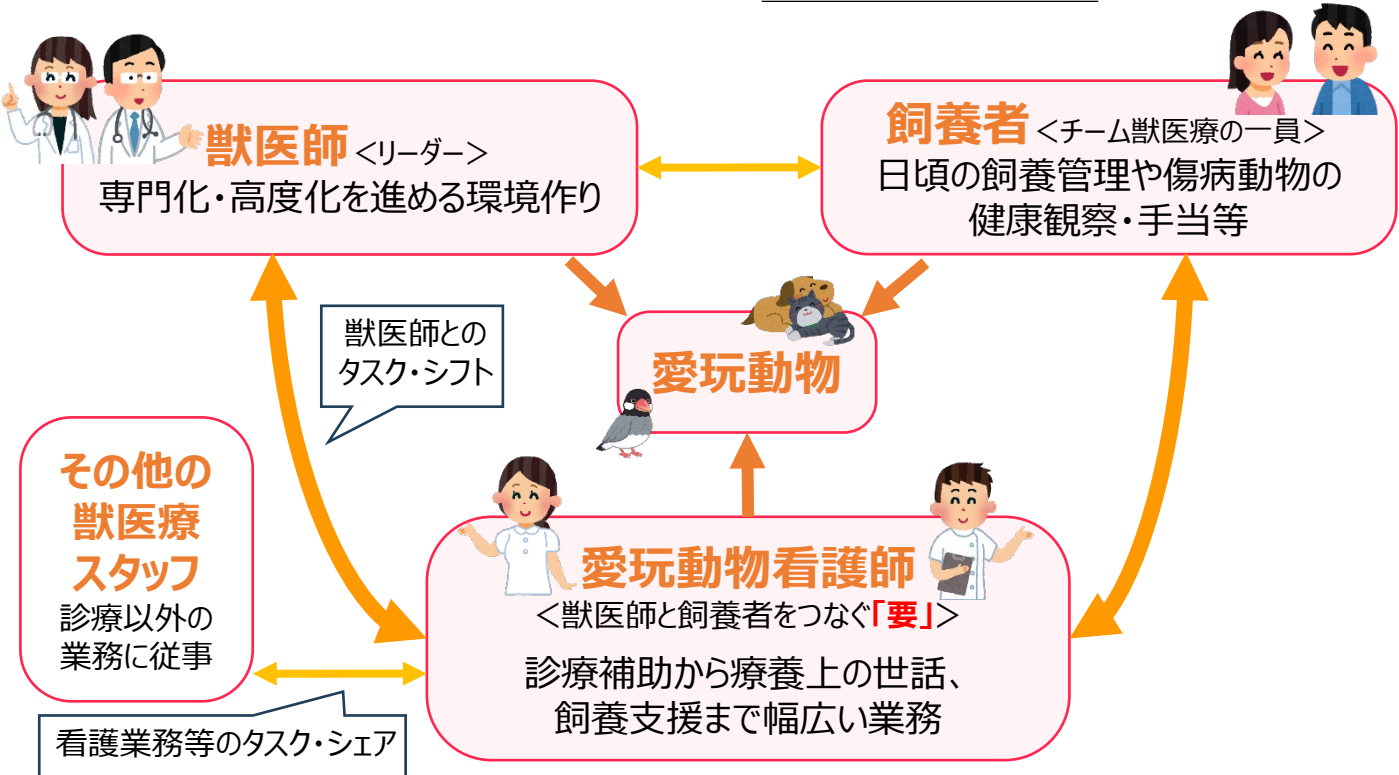 獣医師 <リーダー>
専門化・高度化を進める環境作り
飼養者 <チーム獣医療の一員>
日頃の飼養管理や傷病動物の
健康観察・手当等
獣医師との
タスク・シフト
愛玩動物
その他の
獣医療
スタッフ
診療以外の
業務に従事
愛玩動物看護師
<獣医師と飼養者をつなぐ「要」>
診療補助から療養上の世話、
飼養支援まで幅広い業務
看護業務等のタスク・シェア